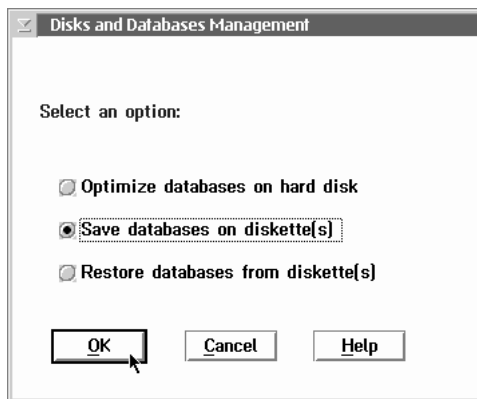 Disks and Databases Management
Select an option:
Optimize databases on hard disk
Save databases on diskette(s)
Restore databases from diskette(s)
OK Cancel Help